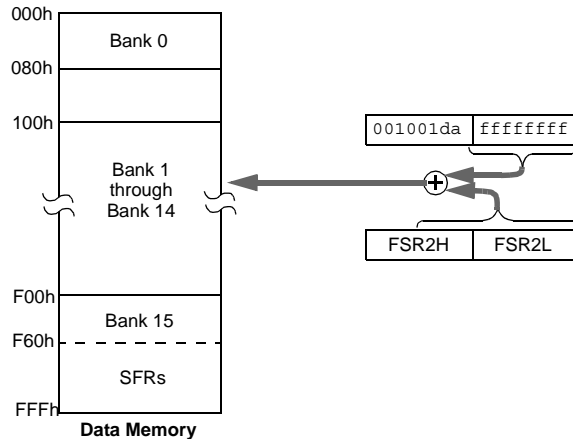 000h
Bank 0
080h
100h
001001da ffffffff
Bank 1
through
Bank 14
FSR2H FSR2L
F00h
Bank 15
F60h
SFRs
FFFh
Data Memory